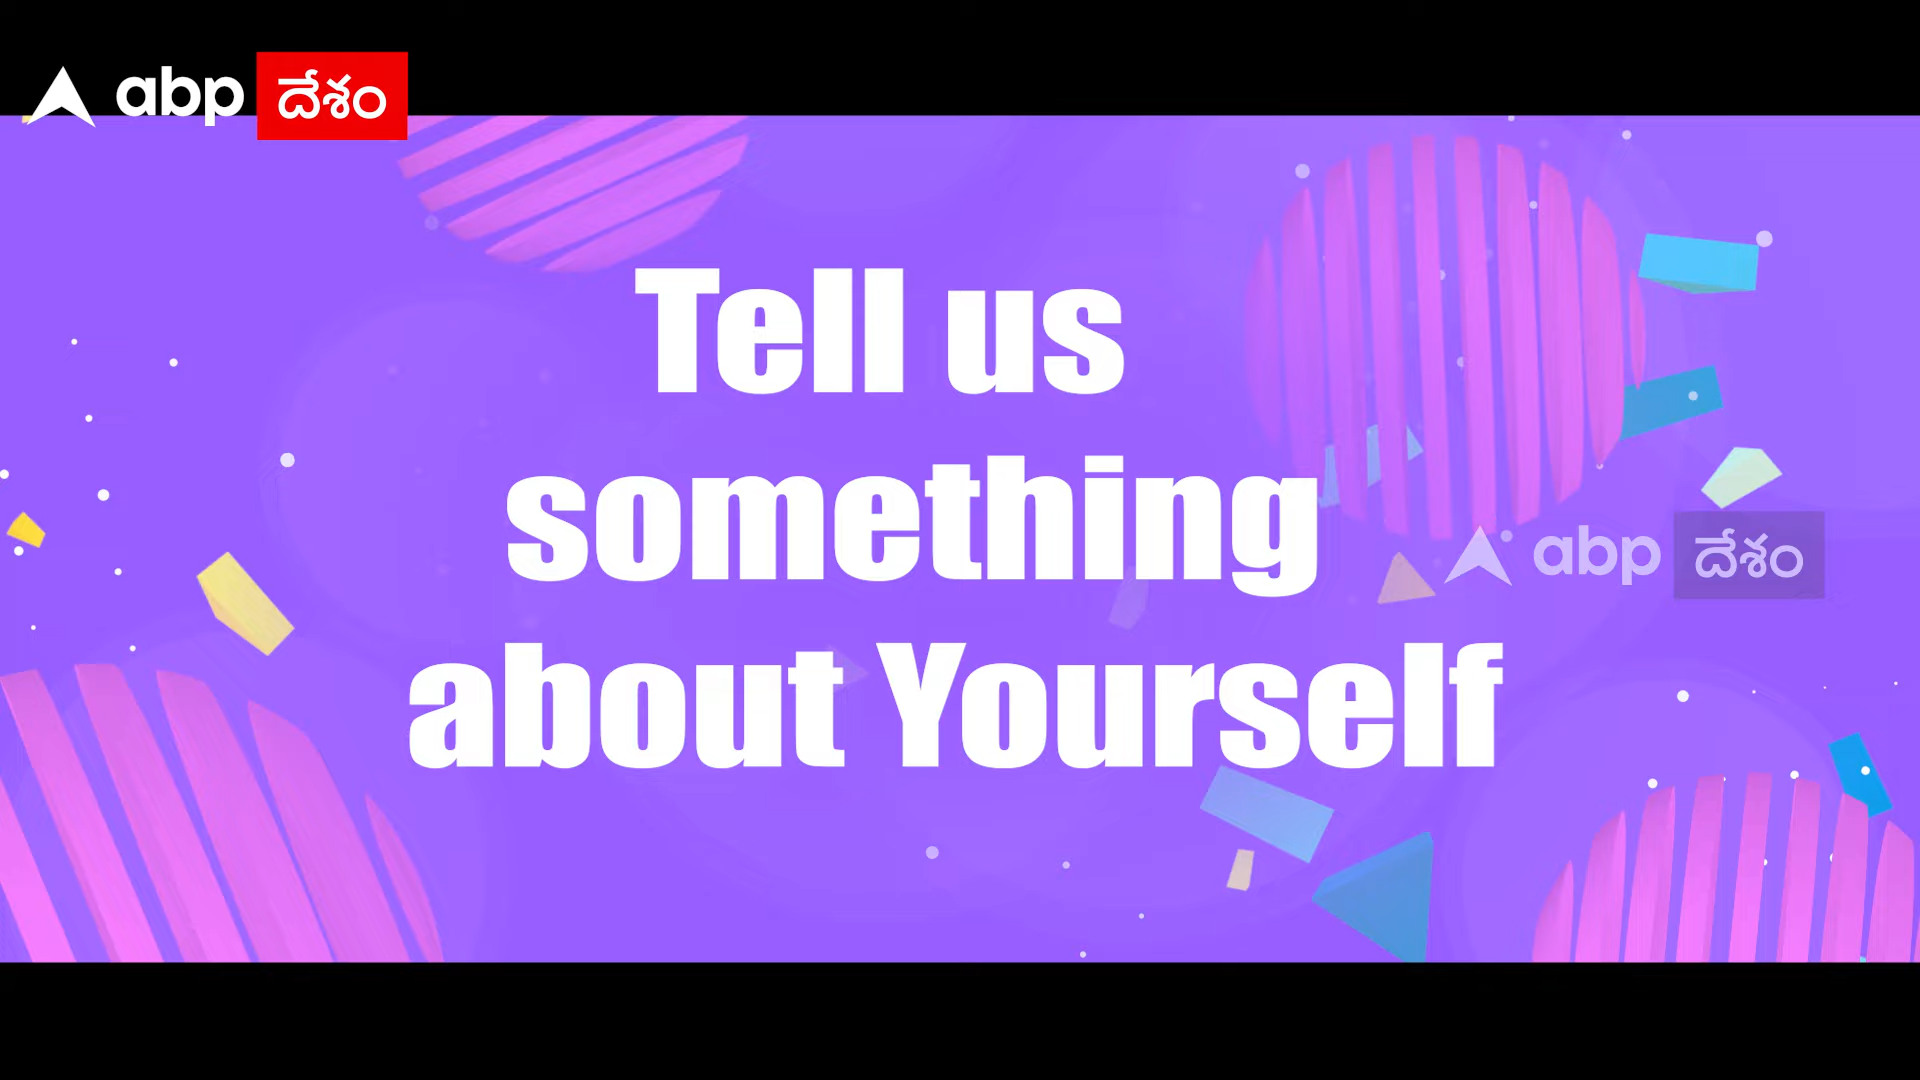 abp దేశం
Tell us
something
abp దేశం
about Yourself